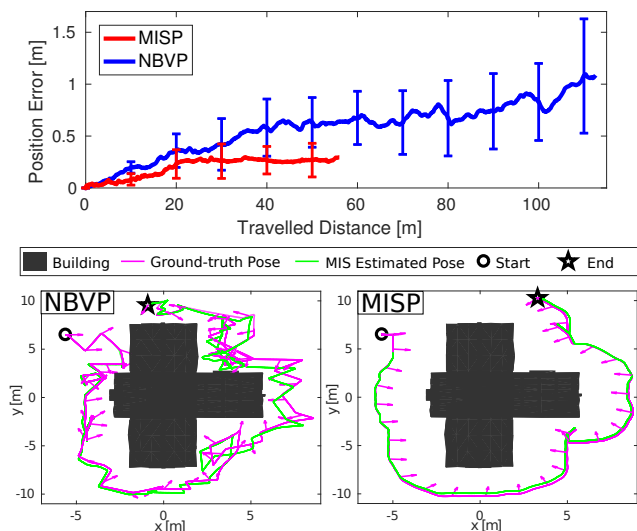 Position Error [m]
1.5
1
0.5
0
MISP
NBVP
0 20 40 60 80 100
Travelled Distance [m]
Building Ground-truth Pose MIS Estimated Pose Start End
NBVP
y [m]
10
5
0
-5
-10
-5 0 5
x [m]
MISP
y [m]
10
5
0
-5
-10
-5 0 5
x [m]